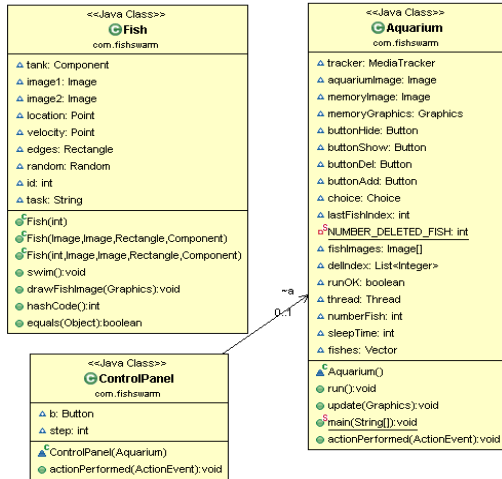 <<Java Class>>
Fish
com.fishswarm
tank: Component
image1: Image
image2: Image
location: Point
velocity: Point
edges: Rectangle
random: Random
id: int
task: String
Fish(int)
Fish(Image,Image,Rectangle,Component)
Fish(int,Image,Image,Rectangle,Component)
swim():void
drawFishImage(Graphics):void
hashCode():int
equals(Object):boolean
<<Java Class>>
Aquarium
com.fishswarm
tracker: MediaTracker
aquariumImage: Image
memoryImage: Image
memoryGraphics: Graphics
buttonHide: Button
buttonShow: Button
buttonDel: Button
buttonAdd: Button
choice: Choice
lastFishIndex: int
NUMBER_DELETED_FISH: int
fishImages: Image[]
delIndex: List<Integer>
runOK: boolean
thread: Thread
numberFish: int
sleepTime: int
fishes: Vector
Aquarium()
run():void
update(Graphics):void
main(String[]):void
actionPerformed(ActionEvent):void
~a
0..1
<<Java Class>>
ControlPanel
com.fishswarm
b: Button
step: int
ControlPanel(Aquarium)
actionPerformed(ActionEvent):void